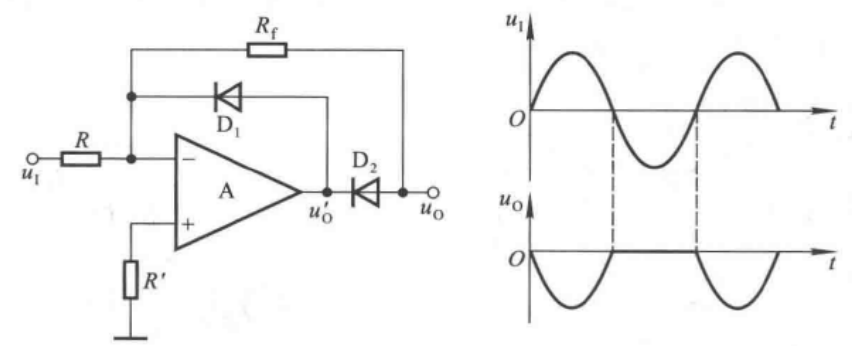 R_f
D_1
R
u_I
−
A
+
D_2
u'_O
u_O
R'
u_I
O
t
u_O
O
t